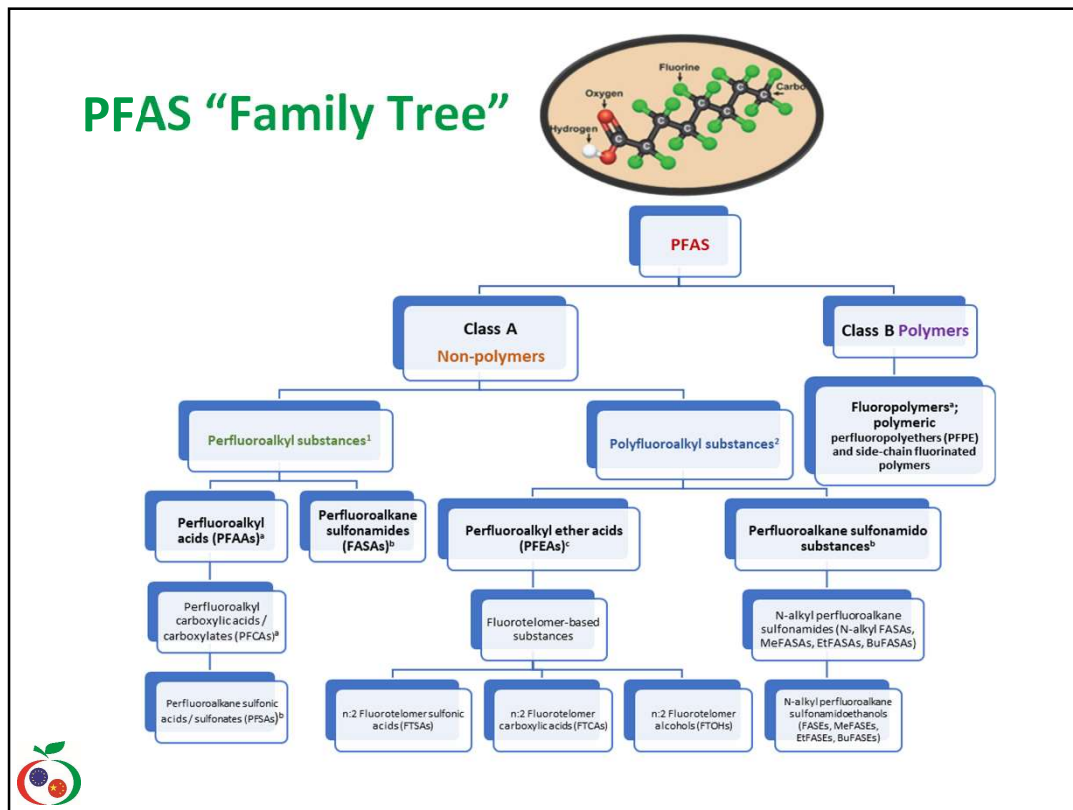 PFAS “Family Tree”
Fluorine
Oxygen
Carbo
Hydrogen
C C C C C C C C
PFAS
Class A
Non-polymers
Class B Polymers
Fluoropolymersᵃ;
polymeric
perfluoropolyethers (PFPE)
and side-chain fluorinated
polymers
Perfluoroalkyl substances¹
Polyfluoroalkyl substances²
Perfluoroalkyl
acids (PFAAs)ᵃ
Perfluoroalkane
sulfonamides
(FASAs)ᵇ
Perfluoroalkyl ether acids
(PFEAs)ᶜ
Perfluoroalkane sulfonamido
substancesᵇ
Perfluoroalkyl
carboxylic acids /
carboxylates (PFCAs)ᵃ
Fluorotelomer-based
substances
N-alkyl perfluoroalkane
sulfonamides (N-alkyl FASAs,
MeFASAs, EtFASAs, BuFASAs)
Perfluoroalkane sulfonic
acids / sulfonates (PFSAs)ᵇ
n:2 Fluorotelomer sulfonic
acids (FTSAs)
n:2 Fluorotelomer
carboxylic acids (FTCAs)
n:2 Fluorotelomer
alcohols (FTOHs)
N-alkyl perfluoroalkane
sulfonamidoethanols
(FASEs, MeFASEs,
EtFASEs, BuFASEs)